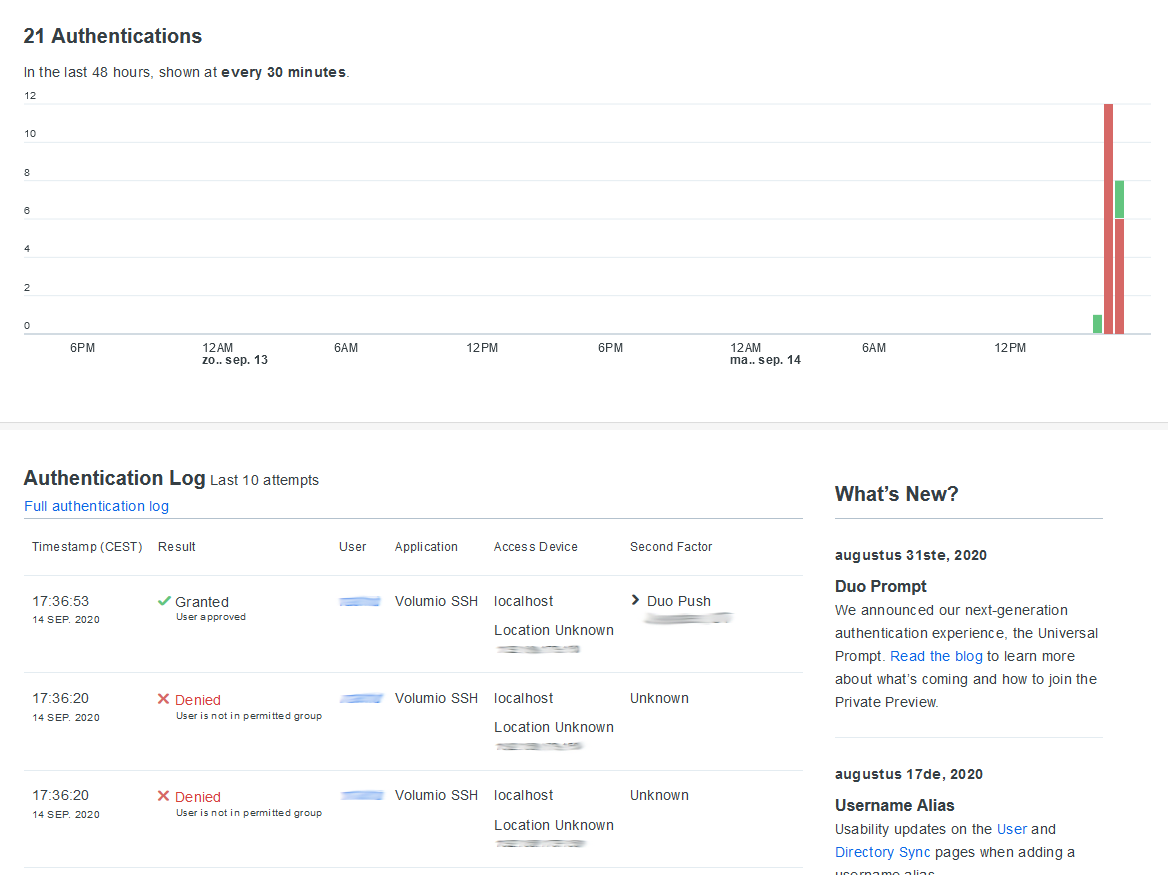 21 Authentications
In the last 48 hours, shown at every 30 minutes.
12
10
8
6
4
2
0
6PM 12AM 6AM 12PM 6PM 12AM 6AM 12PM
zo.. sep. 13 ma.. sep. 14
Authentication Log Last 10 attempts
Full authentication log
Timestamp (CEST) Result User Application Access Device Second Factor
17:36:53 Granted Volumio SSH localhost Duo Push
14 SEP. 2020 User approved
Location Unknown
17:36:20 Denied Volumio SSH localhost Unknown
14 SEP. 2020 User is not in permitted group
Location Unknown
17:36:20 Denied Volumio SSH localhost Unknown
14 SEP. 2020 User is not in permitted group
Location Unknown
What's New?
augustus 31ste, 2020
Duo Prompt
We announced our next-generation
authentication experience, the Universal
Prompt. Read the blog to learn more
about what's coming and how to join the
Private Preview.
augustus 17de, 2020
Username Alias
Usability updates on the User and
Directory Sync pages when adding a
username alias